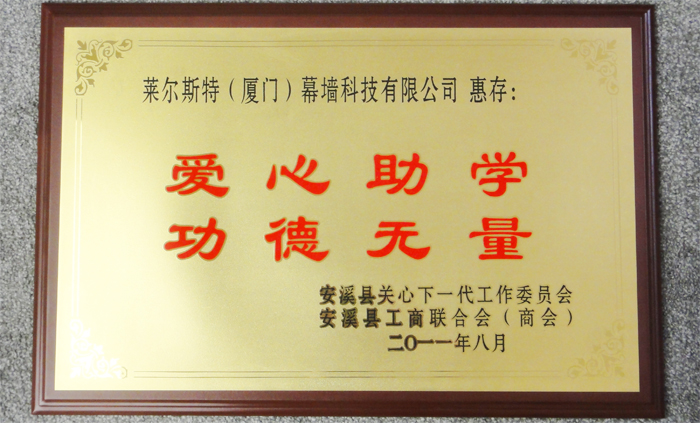 莱尔斯特（厦门）幕墙科技有限公司 惠存：
爱心助学
功德无量
安溪县关心下一代工作委员会
安溪县工商联合会（商会）
二〇一一年八月